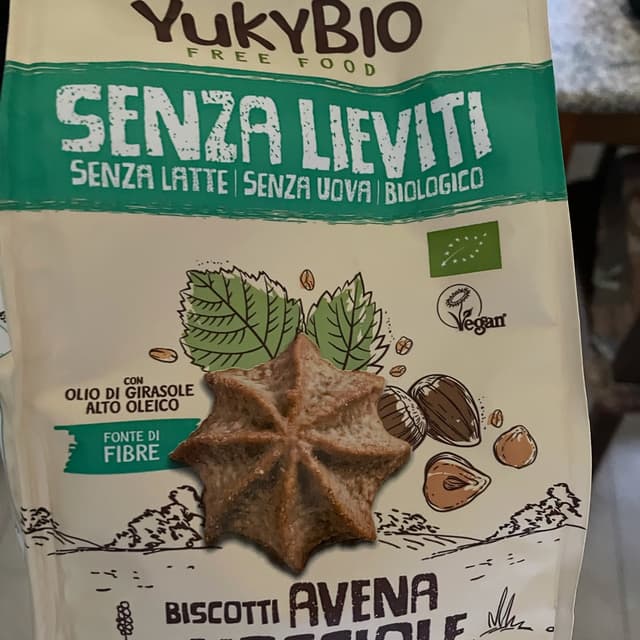 YUKYBIO
FREE FOOD
SENZA LIEVITI
SENZA LATTE | SENZA UOVA | BIOLOGICO
Vegan
CON
OLIO DI GIRASOLE
ALTO OLEICO
FONTE DI
FIBRE
BISCOTTI AVENA